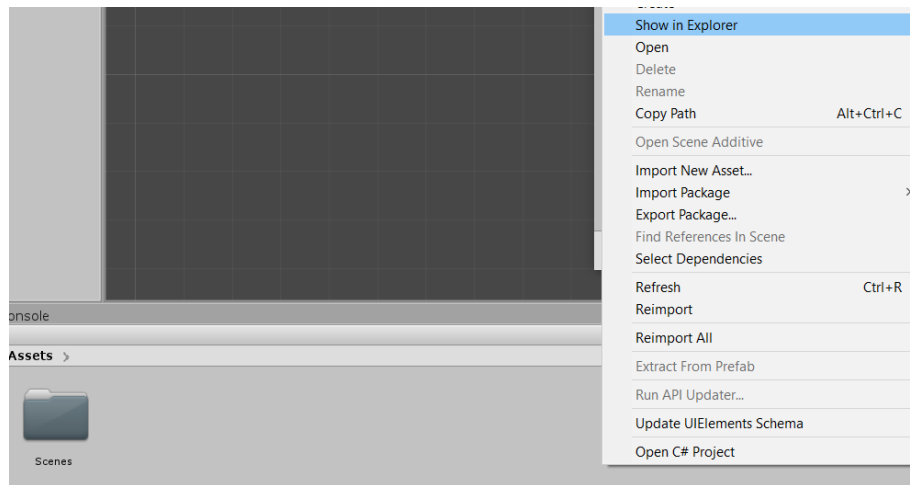 Show in Explorer
Open
Delete
Rename
Copy Path Alt+Ctrl+C
Open Scene Additive
Import New Asset...
Import Package
Export Package...
Find References In Scene
Select Dependencies
Refresh Ctrl+R
Reimport
Reimport All
Extract From Prefab
Run API Updater...
Update UIElements Schema
Open C# Project
onsole
Assets
Scenes